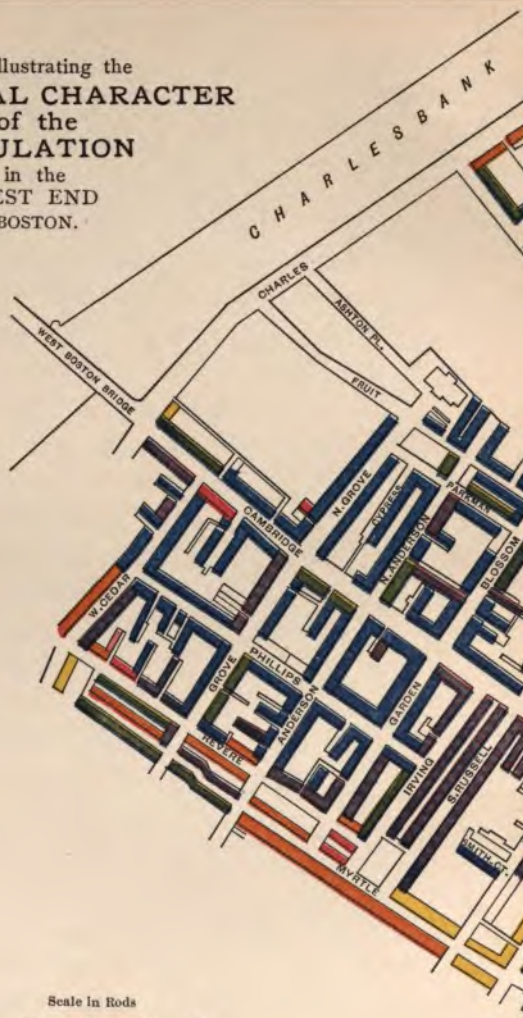 llustrating the
AL CHARACTER
of the
ULATION
in the
EST END
BOSTON.
CHARLESBANK
CHARLES
ASHTON PL.
WEST BOSTON BRIDGE
FRUIT
N. GROVE
CYPRESS
PARKMAN
CAMBRIDGE
N. ANDERSON
BLOSSOM
W. CEDAR
GROVE
PHILLIPS
ANDERSON
GARDEN
REVERE
IRVING
S. RUSSELL
SMITH CT.
MYRTLE
Scale in Rods